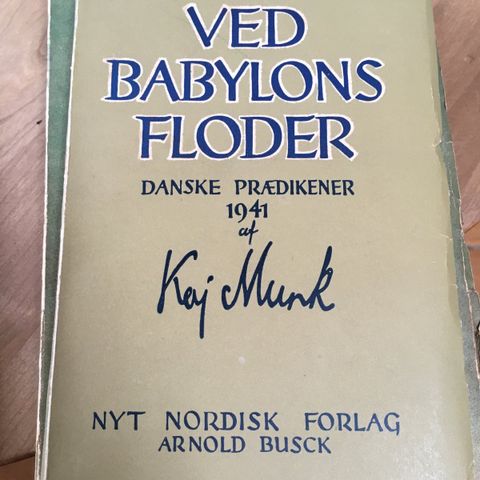 VED
BABYLONS
FLODER
DANSKE PRÆDIKENER
1941
af
Kaj Munk
NYT NORDISK FORLAG
ARNOLD BUSCK